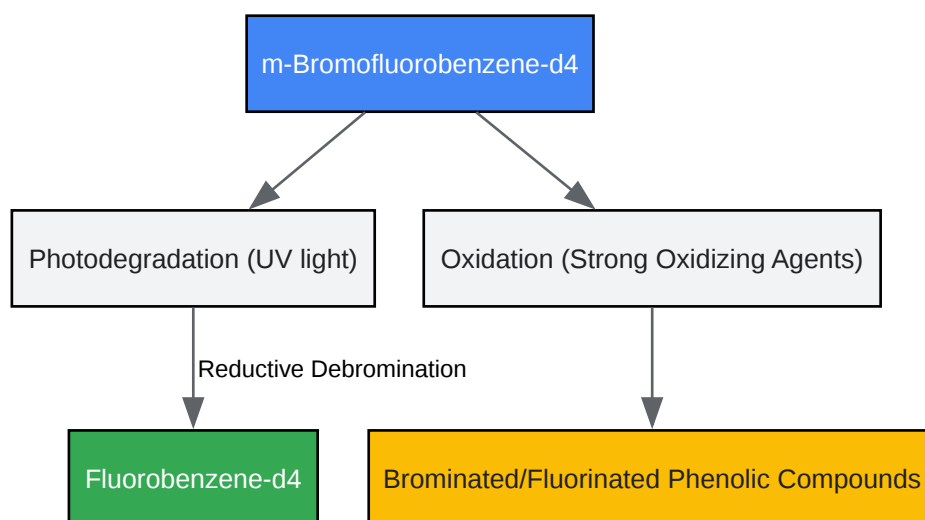 m-Bromofluorobenzene-d4
Photodegradation (UV light)
Oxidation (Strong Oxidizing Agents)
Reductive Debromination
Fluorobenzene-d4
Brominated/Fluorinated Phenolic Compounds